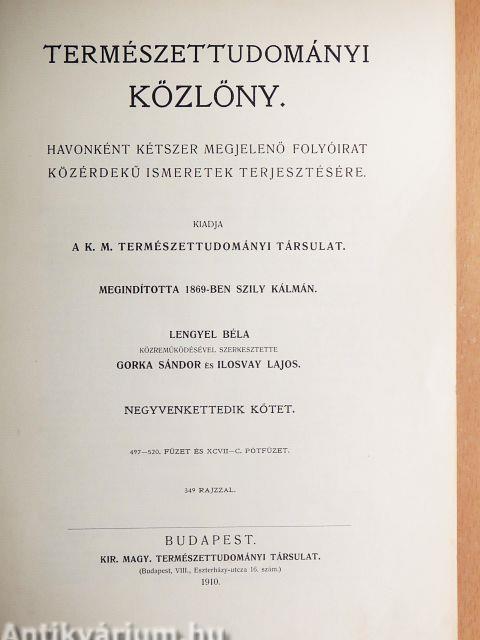 TERMÉSZETTUDOMÁNYI
KÖZLÖNY.
HAVONKÉNT KÉTSZER MEGJELENŐ FOLYÓIRAT
KÖZÉRDEKŰ ISMERETEK TERJESZTÉSÉRE.
KIADJA
A K. M. TERMÉSZETTUDOMÁNYI TÁRSULAT.
MEGINDÍTOTTA 1869-BEN SZILY KÁLMÁN.
LENGYEL BÉLA
KÖZREMŰKÖDÉSÉVEL SZERKESZTETTE
GORKA SÁNDOR ÉS ILOSVAY LAJOS.
NEGYVENKETTEDIK KÖTET.
497—520. FÜZET ÉS XCVII—C. PÓTFÜZET.
349 RAJZZAL.
BUDAPEST.
KIR. MAGY. TERMÉSZETTUDOMÁNYI TÁRSULAT.
(Budapest, VIII., Eszterházy-utcza 16. szám.)
1910.
Antikvárium.hu